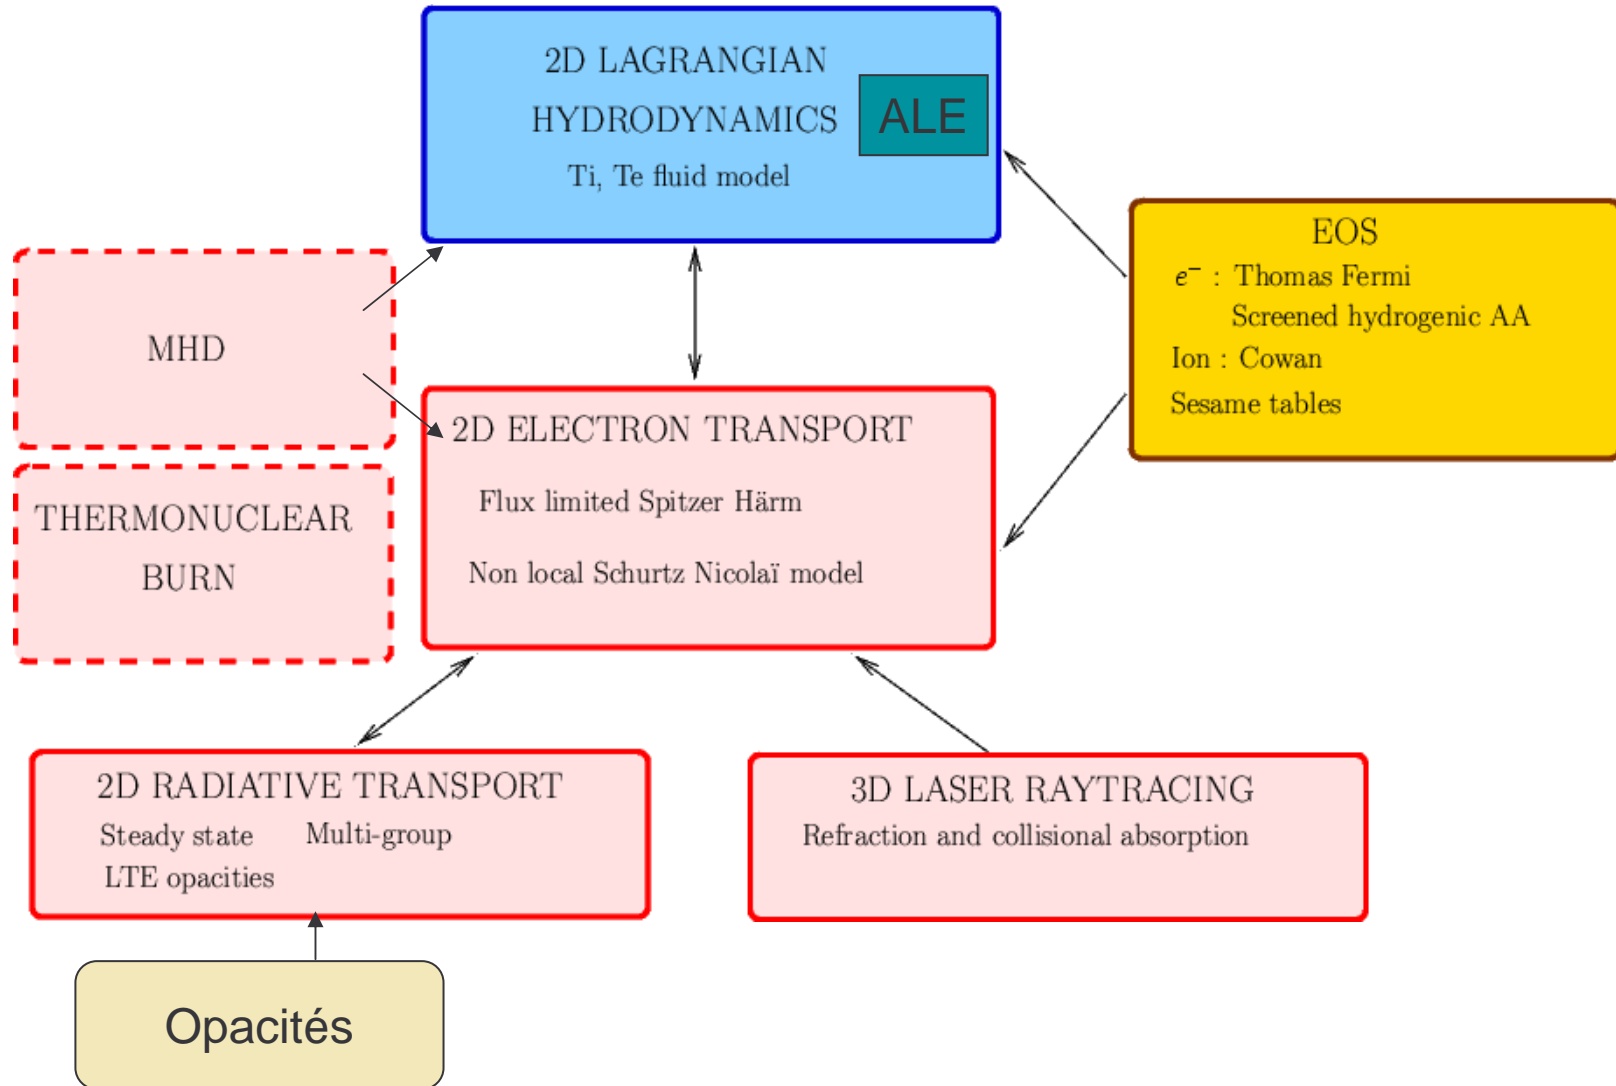 2D LAGRANGIAN
HYDRODYNAMICS
ALE
Ti, Te fluid model
EOS
e⁻ : Thomas Fermi
Screened hydrogenic AA
Ion : Cowan
Sesame tables
MHD
2D ELECTRON TRANSPORT
Flux limited Spitzer Härm
Non local Schurtz Nicolaï model
THERMONUCLEAR
BURN
2D RADIATIVE TRANSPORT
Steady state Multi-group
LTE opacities
3D LASER RAYTRACING
Refraction and collisional absorption
Opacités